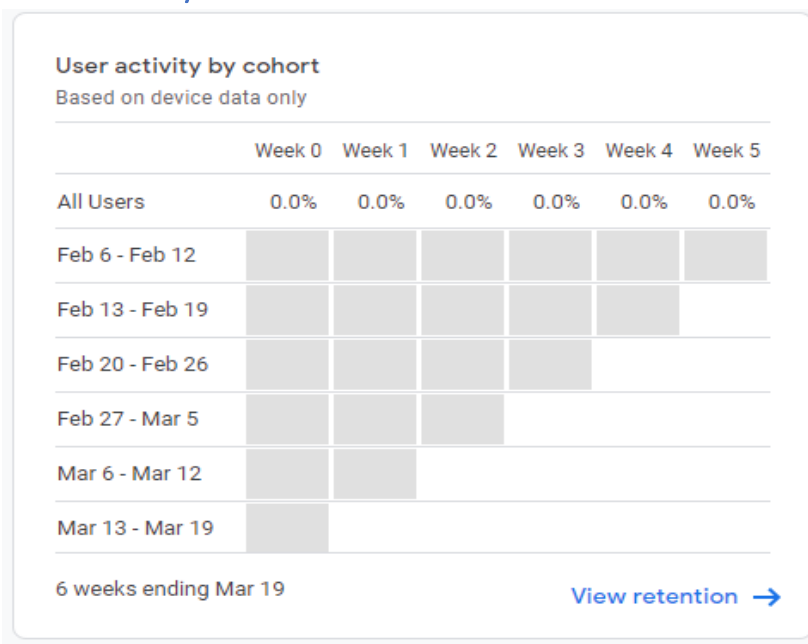 User activity by cohort
Based on device data only
Week 0 Week 1 Week 2 Week 3 Week 4 Week 5
All Users 0.0% 0.0% 0.0% 0.0% 0.0% 0.0%
Feb 6 - Feb 12
Feb 13 - Feb 19
Feb 20 - Feb 26
Feb 27 - Mar 5
Mar 6 - Mar 12
Mar 13 - Mar 19
6 weeks ending Mar 19
View retention →